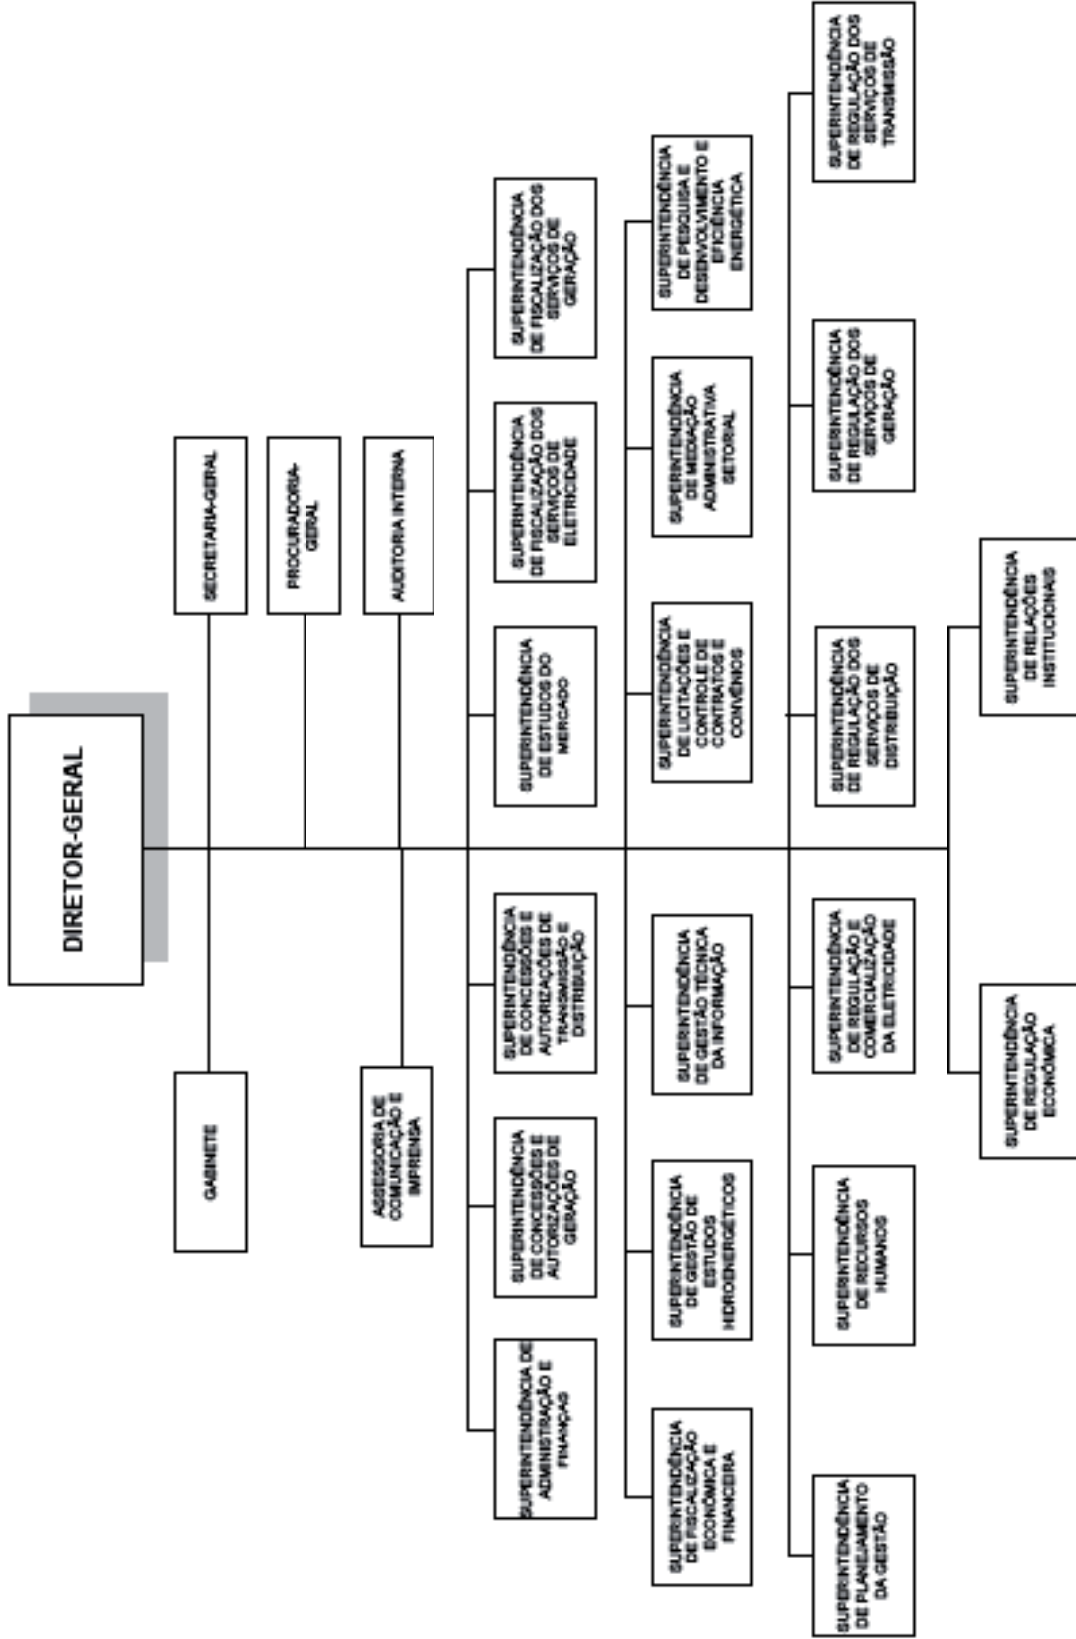 DIRETOR-GERAL
GABINETE
SECRETARIA-GERAL
PROCURADORIA-
GERAL
ASSESSORIA DE
COMUNICAÇÃO E
IMPRENSA
AUDITORIA INTERNA
SUPERINTENDÊNCIA DE
ADMINISTRAÇÃO E
FINANÇAS
SUPERINTENDÊNCIA
DE CONCESSÕES E
AUTORIZAÇÕES DE
GERAÇÃO
SUPERINTENDÊNCIA
DE CONCESSÕES E
AUTORIZAÇÕES DE
TRANSMISSÃO E
DISTRIBUIÇÃO
SUPERINTENDÊNCIA
DE ESTUDOS DO
MERCADO
SUPERINTENDÊNCIA
DE FISCALIZAÇÃO DOS
SERVIÇOS DE
ELETRICIDADE
SUPERINTENDÊNCIA
DE FISCALIZAÇÃO DOS
SERVIÇOS DE
GERAÇÃO
SUPERINTENDÊNCIA
DE FISCALIZAÇÃO
ECONÔMICA E
FINANCEIRA
SUPERINTENDÊNCIA
DE GESTÃO DE
ESTUDOS
HIDROENERGÉTICOS
SUPERINTENDÊNCIA
DE GESTÃO TÉCNICA
DA INFORMAÇÃO
SUPERINTENDÊNCIA
DE LICITAÇÕES E
CONTROLE DE
CONTRATOS E
CONVÊNIOS
SUPERINTENDÊNCIA
DE MEDIAÇÃO
ADMINISTRATIVA
SETORIAL
SUPERINTENDÊNCIA
DE PESQUISA E
DESENVOLVIMENTO E
EFICIÊNCIA
ENERGÉTICA
SUPERINTENDÊNCIA
DE PLANEJAMENTO
DA GESTÃO
SUPERINTENDÊNCIA
DE RECURSOS
HUMANOS
SUPERINTENDÊNCIA
DE REGULAÇÃO E
COMERCIALIZAÇÃO
DA ELETRICIDADE
SUPERINTENDÊNCIA
DE REGULAÇÃO DOS
SERVIÇOS DE
DISTRIBUIÇÃO
SUPERINTENDÊNCIA
DE REGULAÇÃO DOS
SERVIÇOS DE
GERAÇÃO
SUPERINTENDÊNCIA
DE REGULAÇÃO DOS
SERVIÇOS DE
TRANSMISSÃO
SUPERINTENDÊNCIA
DE REGULAÇÃO
ECONÔMICA
SUPERINTENDÊNCIA
DE RELAÇÕES
INSTITUCIONAIS